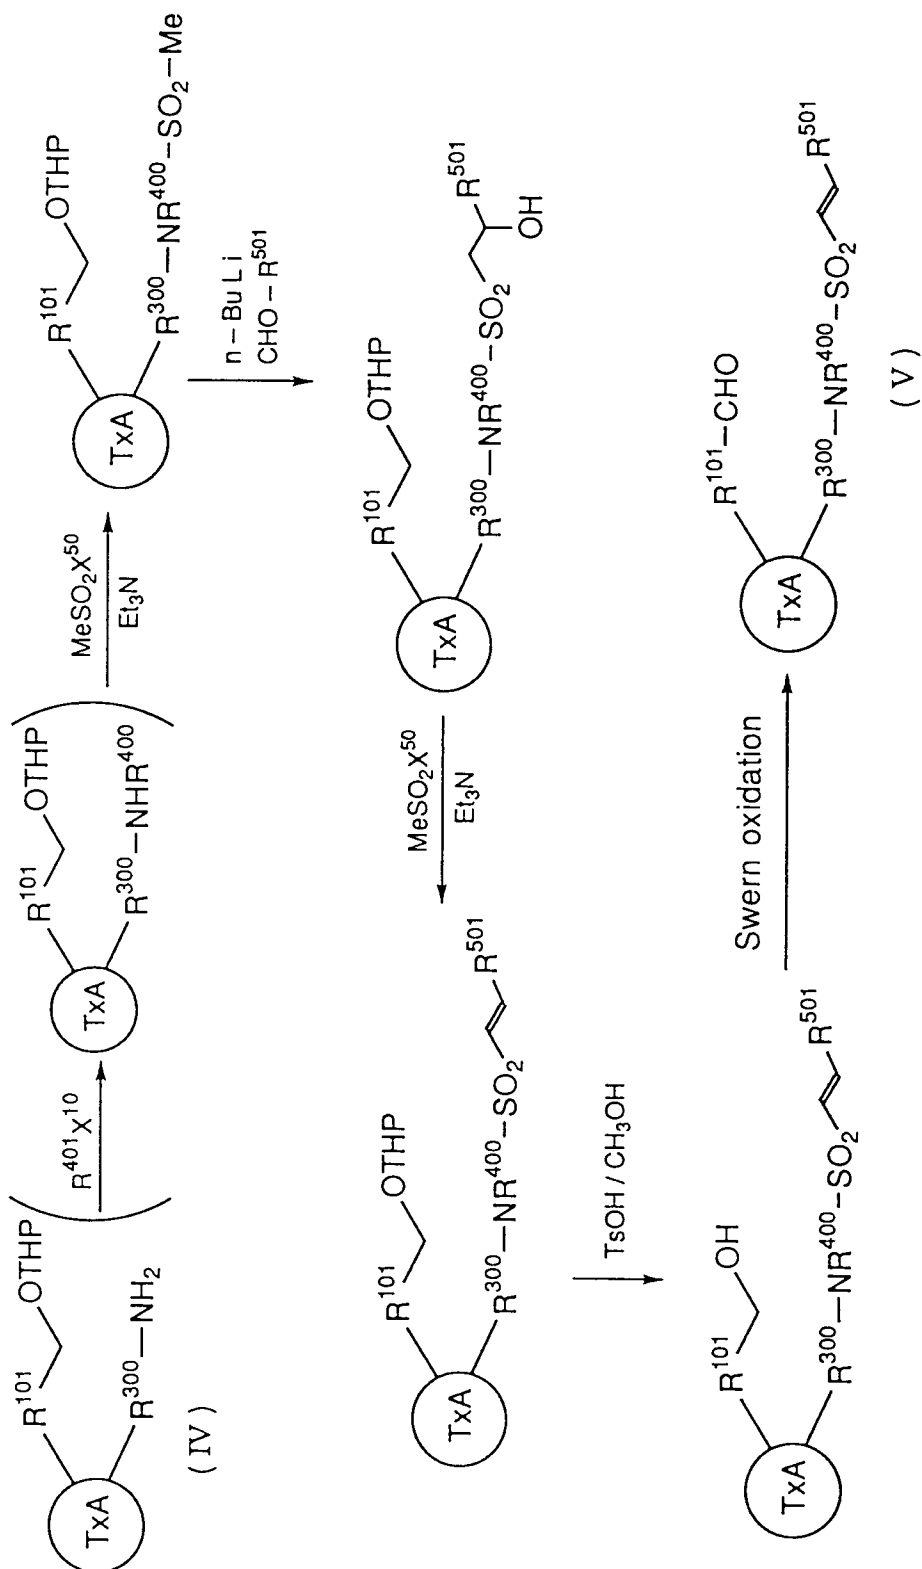 R¹⁰¹ OTHP
TxA
R³⁰⁰—NH₂
(IV)
R⁴⁰¹X¹⁰
R¹⁰¹ OTHP
TxA
R³⁰⁰—NHR⁴⁰⁰
MeSO₂X⁵⁰
Et₃N
R¹⁰¹ OTHP
TxA
R³⁰⁰—NR⁴⁰⁰—SO₂—Me
n-BuLi
CHO-R⁵⁰¹
R¹⁰¹ OTHP
TxA
R³⁰⁰—NR⁴⁰⁰—SO₂ R⁵⁰¹
OH
MeSO₂X⁵⁰
Et₃N
R¹⁰¹ OTHP
TxA
R³⁰⁰—NR⁴⁰⁰—SO₂ R⁵⁰¹
TsOH / CH₃OH
R¹⁰¹ OH
TxA
R³⁰⁰—NR⁴⁰⁰—SO₂ R⁵⁰¹
Swern oxidation
R¹⁰¹—CHO
TxA
R³⁰⁰—NR⁴⁰⁰—SO₂ R⁵⁰¹
(V)